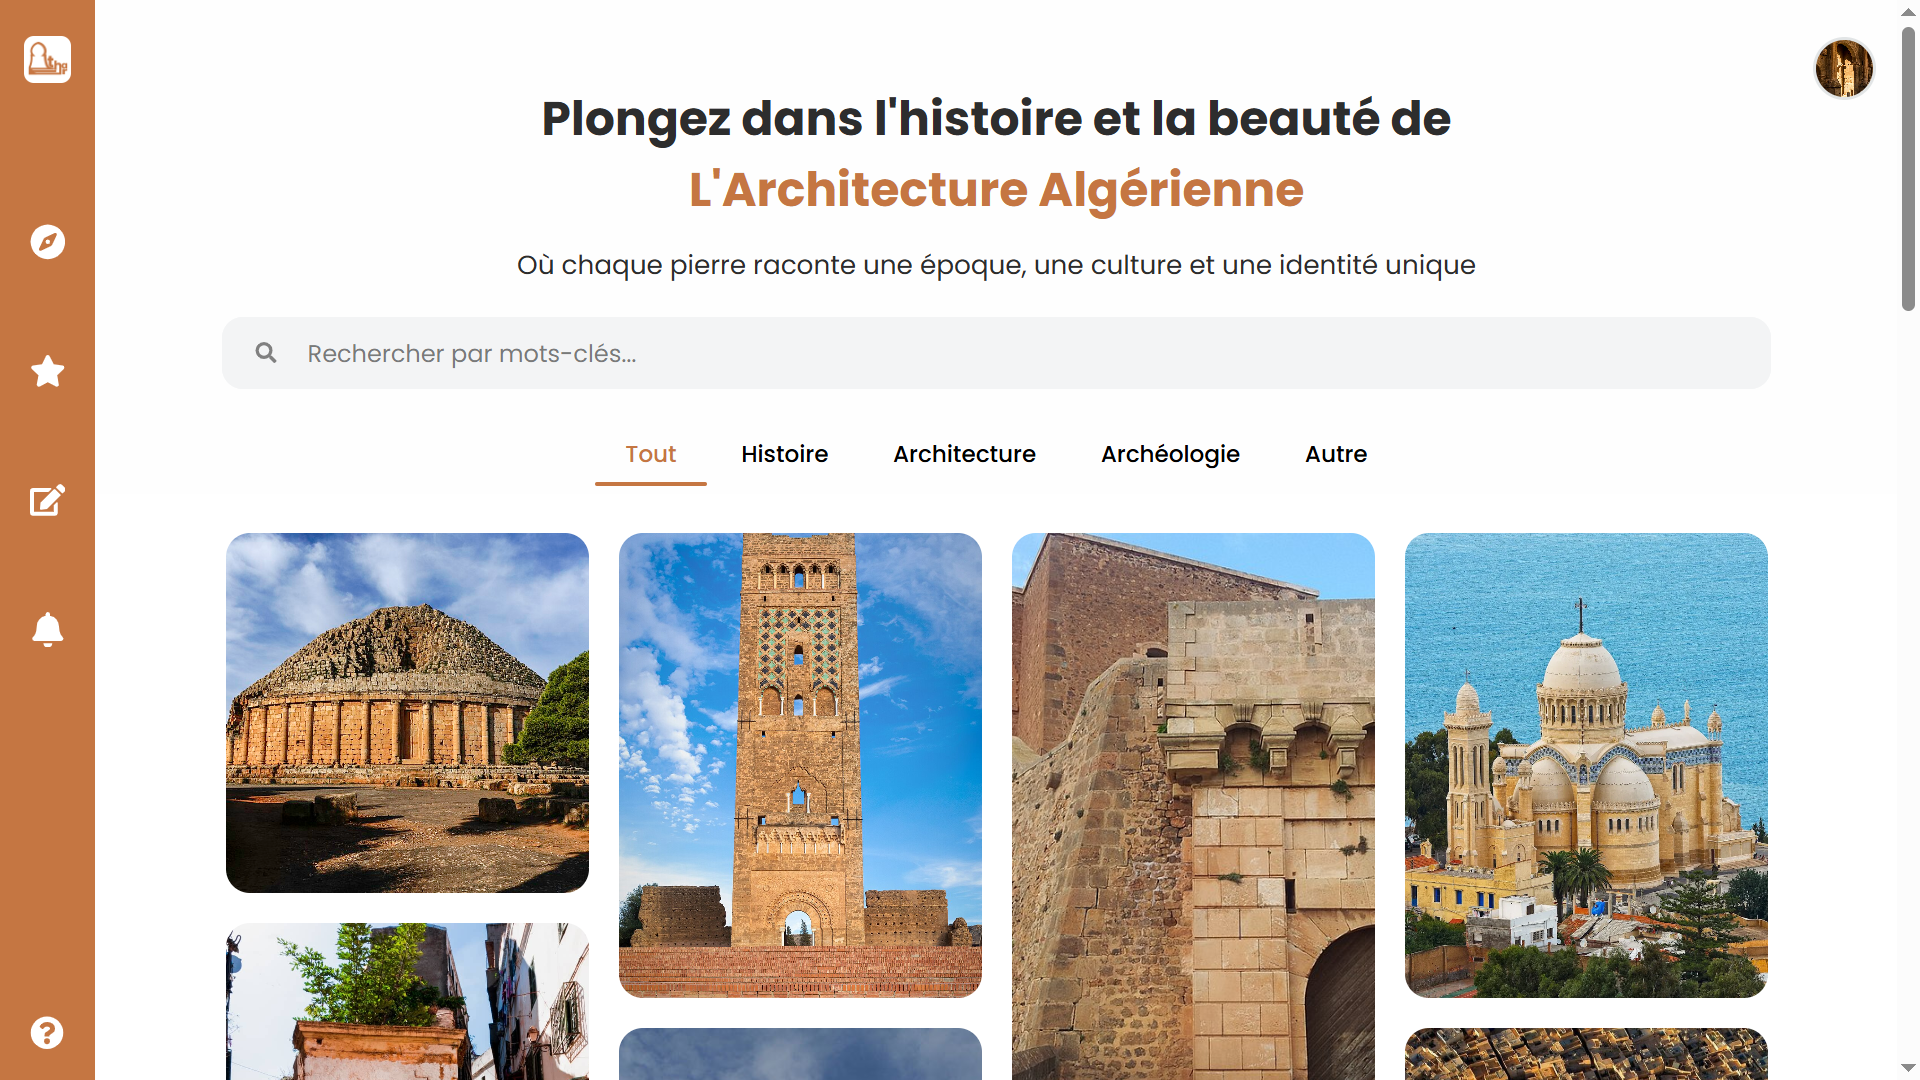 Plongez dans l'histoire et la beauté de
L'Architecture Algérienne
Où chaque pierre raconte une époque, une culture et une identité unique
Rechercher par mots-clés...
Tout Histoire Architecture Archéologie Autre